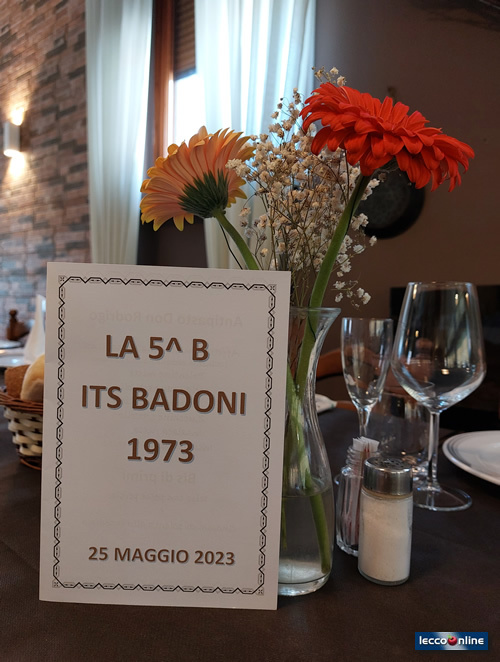 LA 5^ B
ITS BADONI
1973
25 MAGGIO 2023
leccoonline